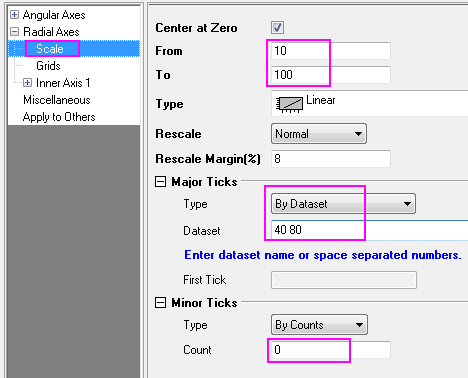 Angular Axes
Radial Axes
Scale
Grids
Inner Axis 1
Miscellaneous
Apply to Others
Center at Zero
From 10
To 100
Type Linear
Rescale Normal
Rescale Margin(%) 8
Major Ticks
Type By Dataset
Dataset 40 80
Enter dataset name or space separated numbers.
First Tick
Minor Ticks
Type By Counts
Count 0